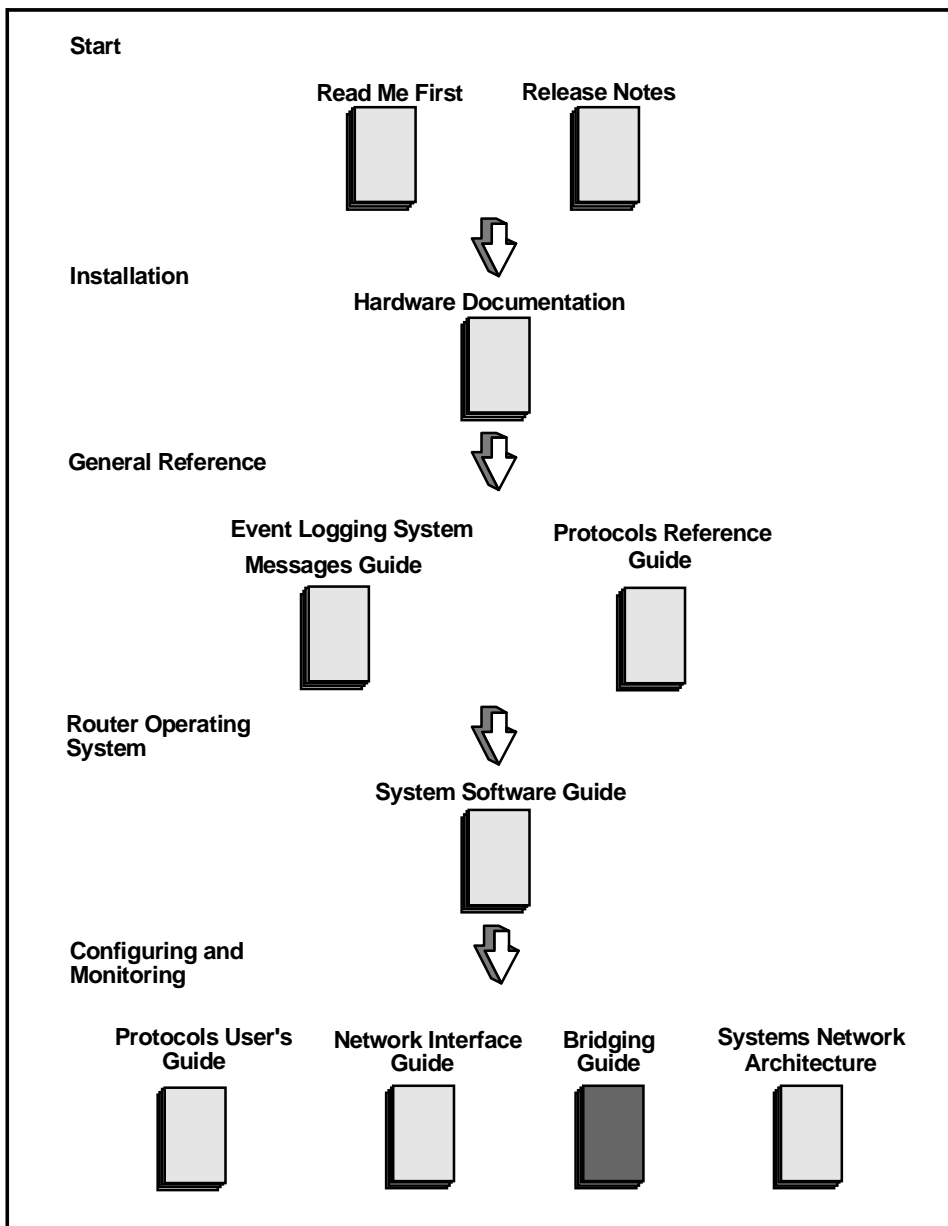 Start
Read Me First
Release Notes
Installation
Hardware Documentation
General Reference
Event Logging System
Messages Guide
Protocols Reference
Guide
Router Operating
System
System Software Guide
Configuring and
Monitoring
Protocols User's
Guide
Network Interface
Guide
Bridging
Guide
Systems Network
Architecture